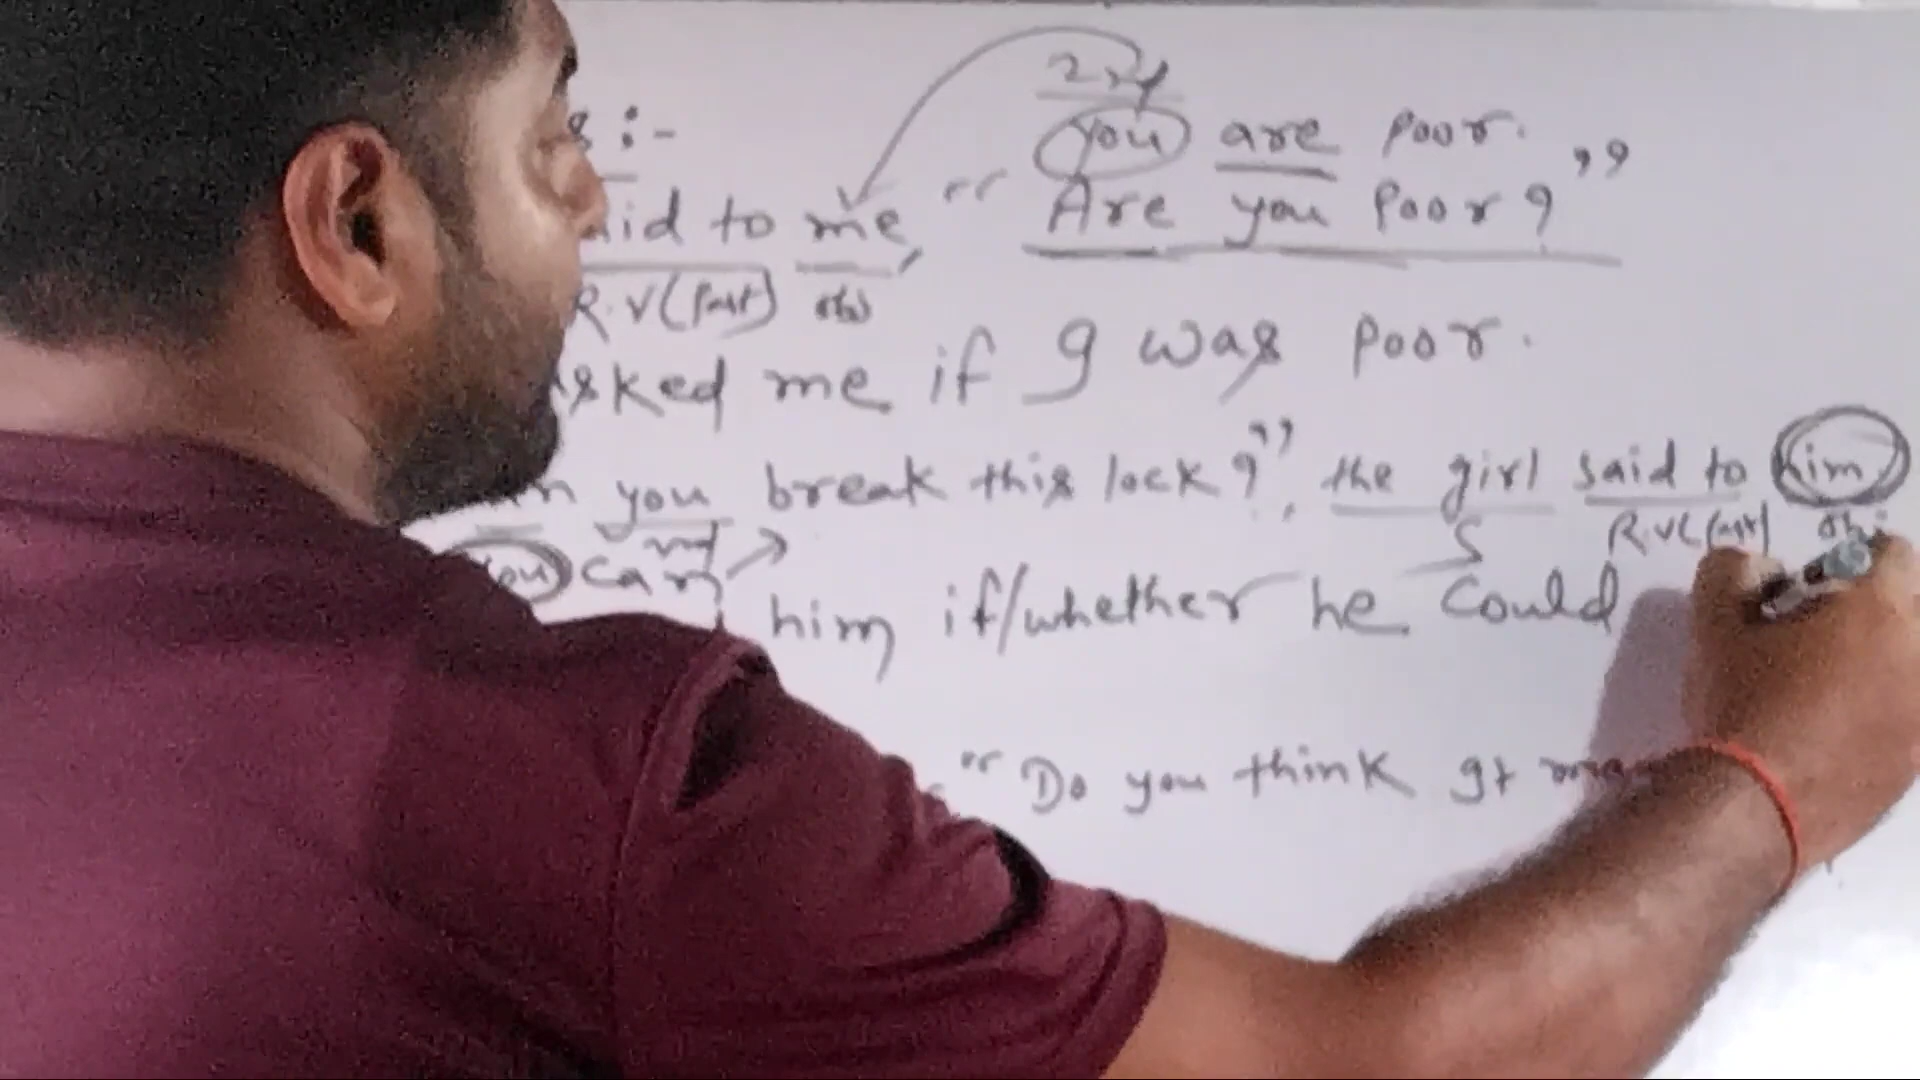 2nd
s :- you are poor.
said to me, " Are you poor? "
R.V(Past) obj
asked me if I was poor.
you break this lock?", the girl said to him
2nd S R.V(Past) obj
you can
him if/whether he could
" Do you think It